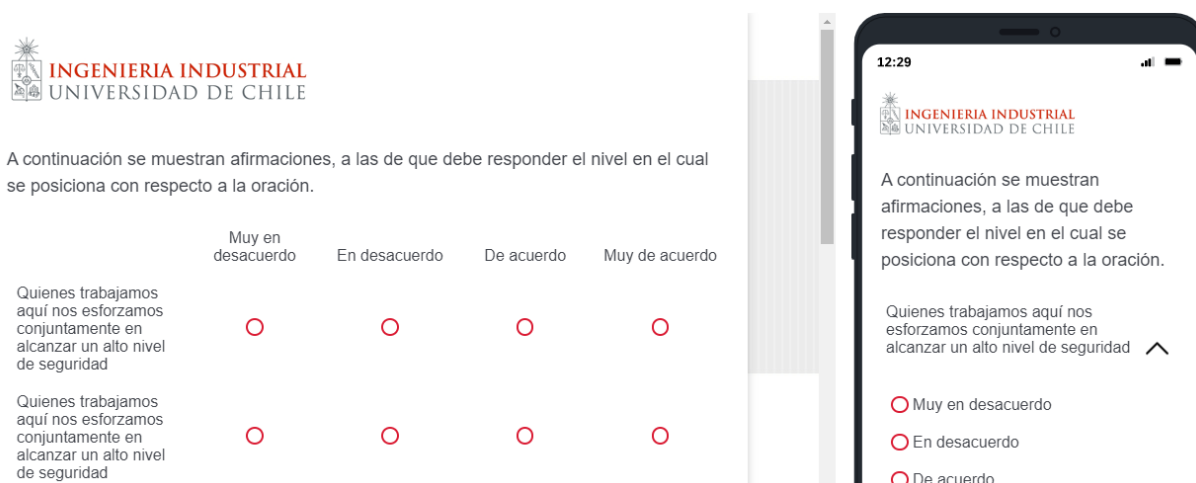 INGENIERIA INDUSTRIAL
UNIVERSIDAD DE CHILE
A continuación se muestran afirmaciones, a las de que debe responder el nivel en el cual
se posiciona con respecto a la oración.
Muy en
desacuerdo
En desacuerdo
De acuerdo
Muy de acuerdo
Quienes trabajamos
aquí nos esforzamos
conjuntamente en
alcanzar un alto nivel
de seguridad
Quienes trabajamos
aquí nos esforzamos
conjuntamente en
alcanzar un alto nivel
de seguridad
12:29
INGENIERIA INDUSTRIAL
UNIVERSIDAD DE CHILE
A continuación se muestran
afirmaciones, a las de que debe
responder el nivel en el cual se
posiciona con respecto a la oración.
Quienes trabajamos aquí nos
esforzamos conjuntamente en
alcanzar un alto nivel de seguridad
Muy en desacuerdo
En desacuerdo
De acuerdo